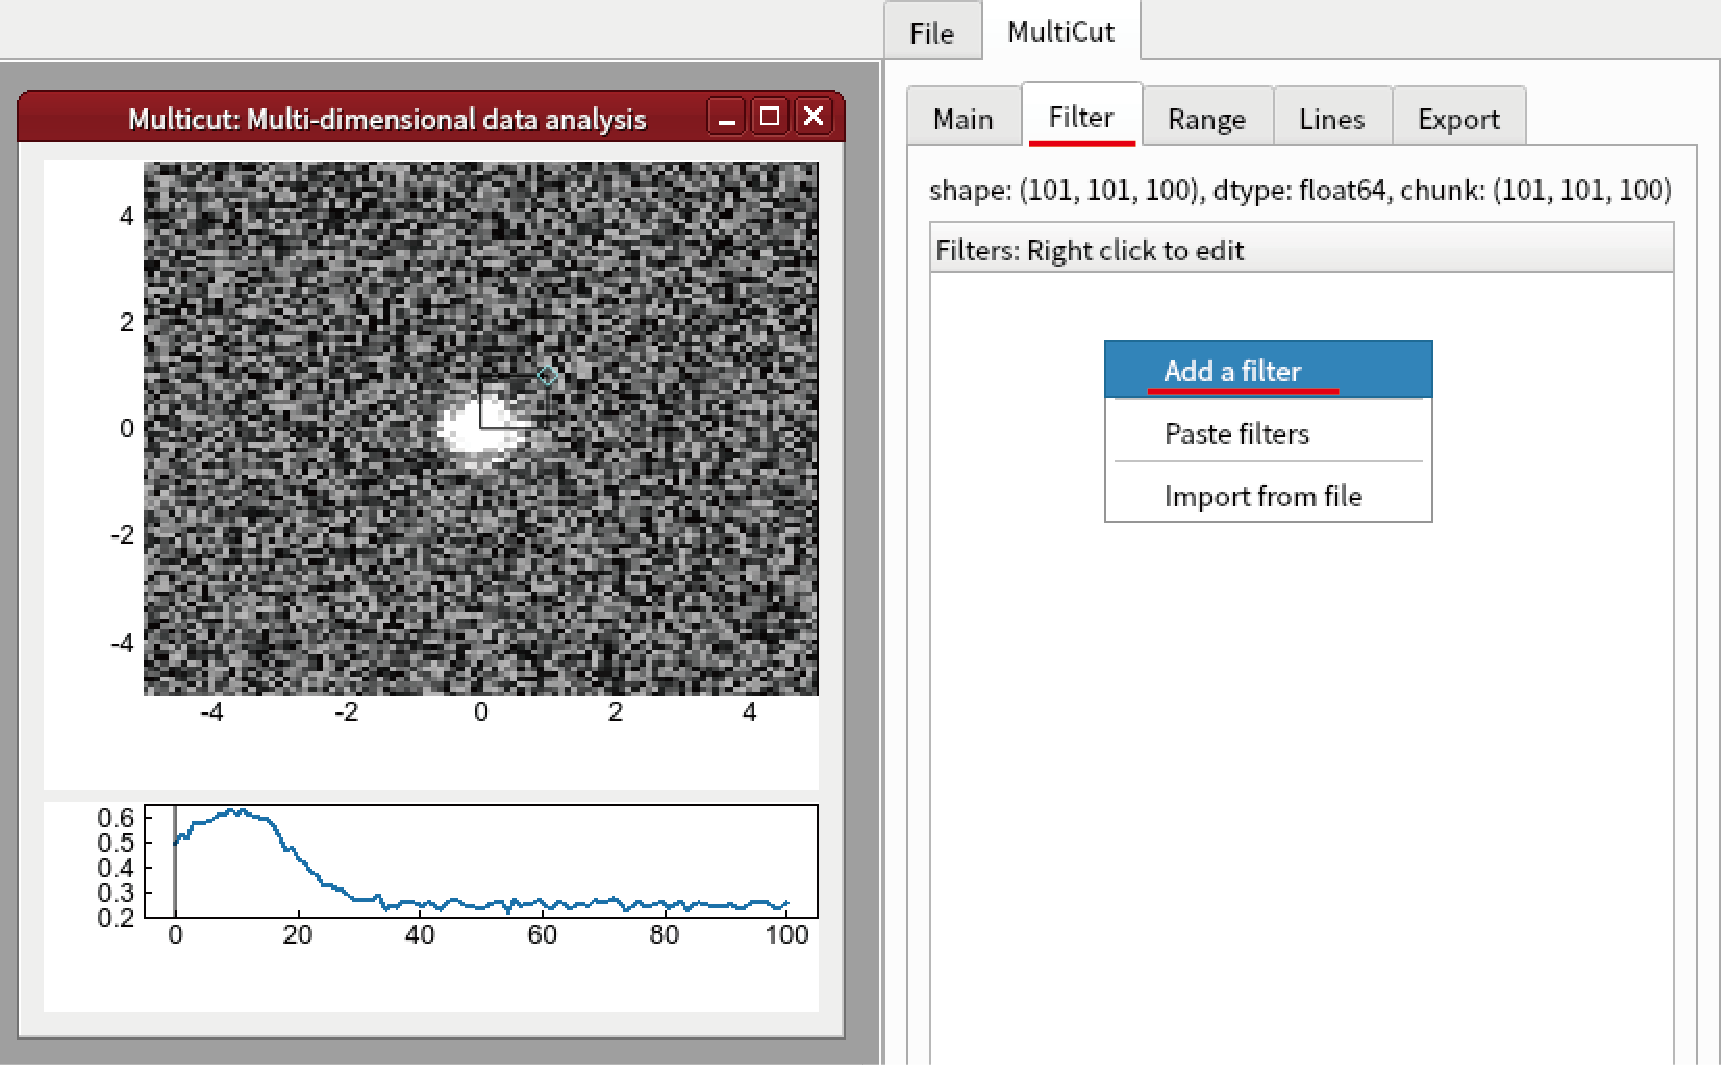 File
MultiCut
Multicut: Multi-dimensional data analysis
Main
Filter
Range
Lines
Export
shape: (101, 101, 100), dtype: float64, chunk: (101, 101, 100)
Filters: Right click to edit
Add a filter
Paste filters
Import from file
4
2
0
-2
-4
-4 -2 0 2 4
0.6
0.5
0.4
0.3
0.2
0 20 40 60 80 100